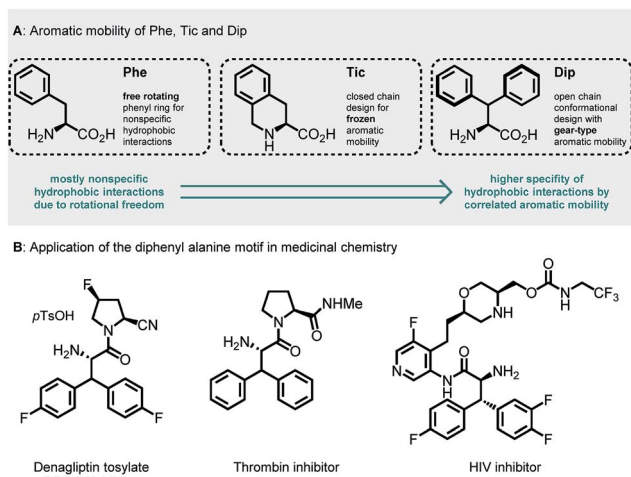 A: Aromatic mobility of Phe, Tic and Dip
Phe
free rotating
phenyl ring for
nonspecific
hydrophobic
interactions
H₂N
CO₂H
Tic
closed chain
design for
frozen
aromatic
mobility
N
H
CO₂H
Dip
open chain
conformational
design with
gear-type
aromatic mobility
H₂N
CO₂H
mostly nonspecific
hydrophobic interactions
due to rotational freedom
higher specifity of
hydrophobic interactions by
correlated aromatic mobility
B: Application of the diphenyl alanine motif in medicinal chemistry
F
pTsOH
N
CN
H₂N
O
F
F
Denagliptin tosylate
N
NHMe
O
H₂N
O
Thrombin inhibitor
O
O
O
N
H
CF₃
NH
F
N
N
H
O
NH₂
F
F
F
HIV inhibitor